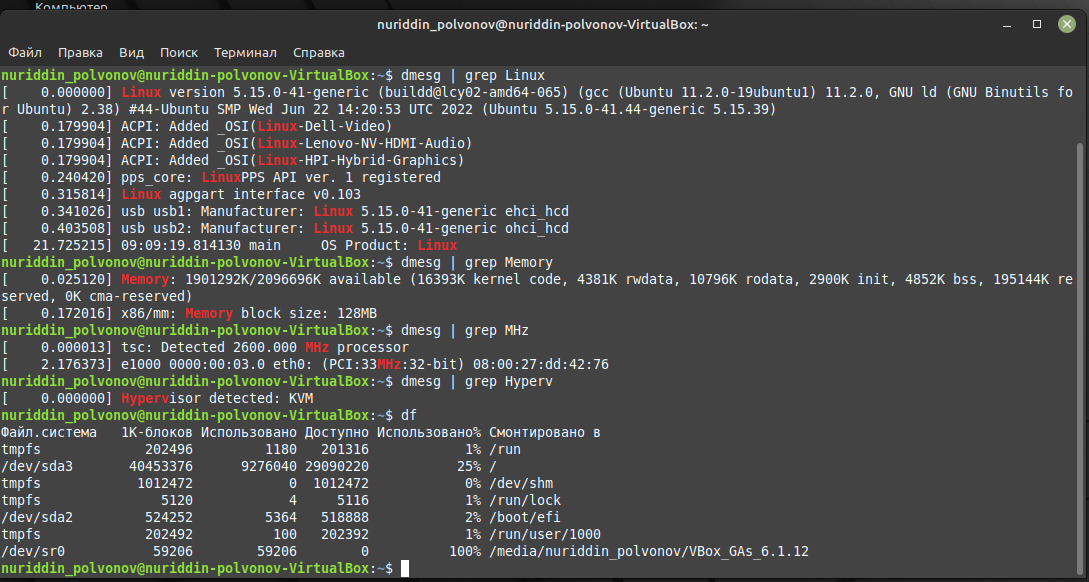 Компьютер
nuriddin_polvonov@nuriddin-polvonov-VirtualBox: ~
Файл Правка Вид Поиск Терминал Справка
nuriddin_polvonov@nuriddin-polvonov-VirtualBox:~$ dmesg | grep Linux
[    0.000000] Linux version 5.15.0-41-generic (buildd@lcy02-amd64-065) (gcc (Ubuntu 11.2.0-19ubuntu1) 11.2.0, GNU ld (GNU Binutils fo
r Ubuntu) 2.38) #44-Ubuntu SMP Wed Jun 22 14:20:53 UTC 2022 (Ubuntu 5.15.0-41.44-generic 5.15.39)
[    0.179904] ACPI: Added _OSI(Linux-Dell-Video)
[    0.179904] ACPI: Added _OSI(Linux-Lenovo-NV-HDMI-Audio)
[    0.179904] ACPI: Added _OSI(Linux-HPI-Hybrid-Graphics)
[    0.240420] pps_core: LinuxPPS API ver. 1 registered
[    0.315814] Linux agpgart interface v0.103
[    0.341026] usb usb1: Manufacturer: Linux 5.15.0-41-generic ehci_hcd
[    0.403508] usb usb2: Manufacturer: Linux 5.15.0-41-generic ohci_hcd
[   21.725215] 09:09:19.814130 main     OS Product: Linux
nuriddin_polvonov@nuriddin-polvonov-VirtualBox:~$ dmesg | grep Memory
[    0.025120] Memory: 1901292K/2096696K available (16393K kernel code, 4381K rwdata, 10796K rodata, 2900K init, 4852K bss, 195144K re
served, 0K cma-reserved)
[    0.172016] x86/mm: Memory block size: 128MB
nuriddin_polvonov@nuriddin-polvonov-VirtualBox:~$ dmesg | grep MHz
[    0.000013] tsc: Detected 2600.000 MHz processor
[    2.176373] e1000 0000:00:03.0 eth0: (PCI:33MHz:32-bit) 08:00:27:dd:42:76
nuriddin_polvonov@nuriddin-polvonov-VirtualBox:~$ dmesg | grep Hyperv
[    0.000000] Hypervisor detected: KVM
nuriddin_polvonov@nuriddin-polvonov-VirtualBox:~$ df
Файл.система   1K-блоков Использовано Доступно Использовано% Смонтировано в
tmpfs             202496         1180   201316            1% /run
/dev/sda3       40453376      9276040 29090220           25% /
tmpfs            1012472            0  1012472            0% /dev/shm
tmpfs               5120            4     5116            1% /run/lock
/dev/sda2         524252         5364   518888            2% /boot/efi
tmpfs             202492          100   202392            1% /run/user/1000
/dev/sr0           59206        59206        0          100% /media/nuriddin_polvonov/VBox_GAs_6.1.12
nuriddin_polvonov@nuriddin-polvonov-VirtualBox:~$